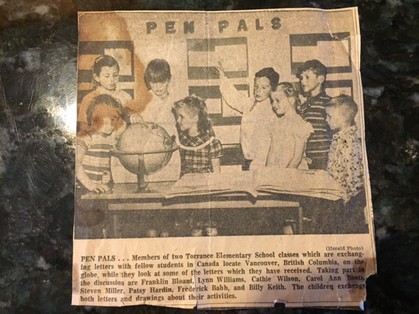 PEN PALS
(Herald Photo)
PEN PALS . . . Members of two Torrance Elementary School classes which are exchang-
ing letters with fellow students in Canada locate Vancouver, British Columbia, on the
globe, while they look at some of the letters which they have received. Taking part in
the discussion are Franklin Blount, Lynn Williams, Cathie Wilson, Carol Ann
Steven Miller, Patsy Hardin, Frederick Babb, and Billy Keith. The children exchange
both letters and drawings about their activities.